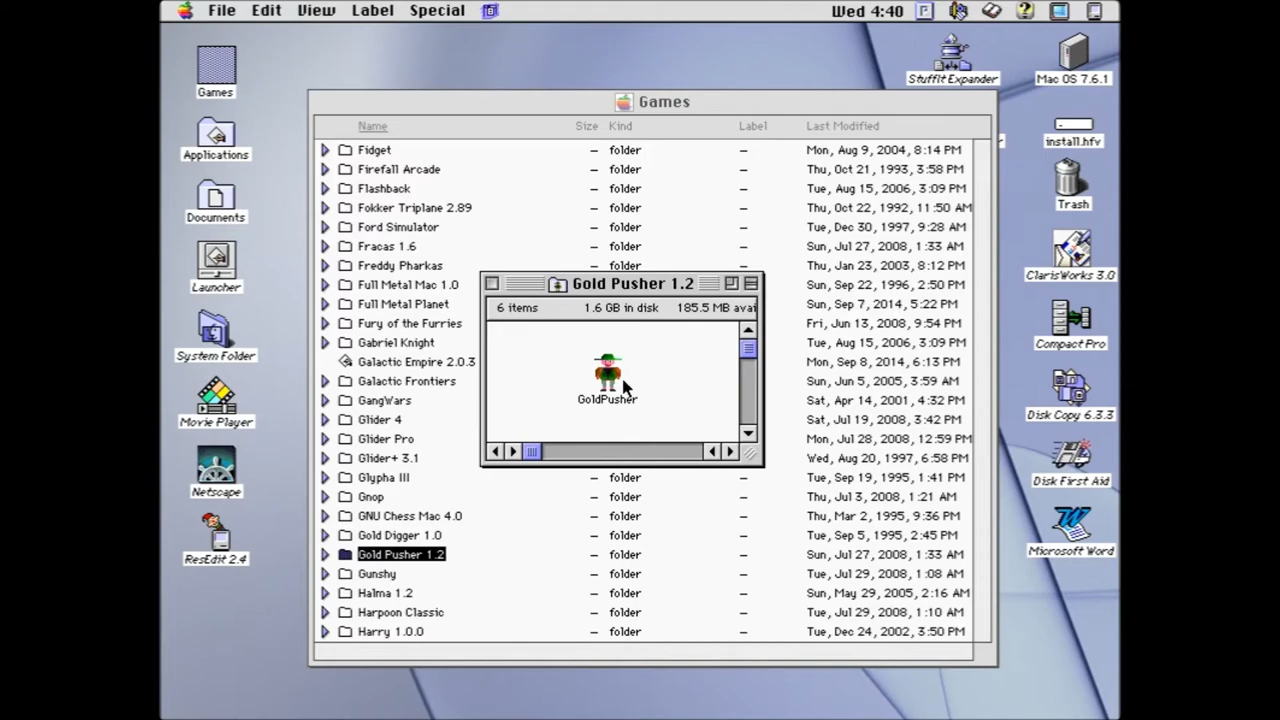 File Edit View Label Special
Wed 4:40
Games
Applications
Documents
Launcher
System Folder
Movie Player
Netscape
ResEdit 2.4
Games
Name Size Kind Label Last Modified
Fidget – folder – Mon, Aug 9, 2004, 8:14 PM
Firefall Arcade – folder – Thu, Oct 21, 1993, 3:58 PM
Flashback – folder – Tue, Aug 15, 2006, 3:09 PM
Fokker Triplane 2.89 – folder – Thu, Oct 22, 1992, 11:50 AM
Ford Simulator – folder – Tue, Dec 30, 1997, 9:28 AM
Fracas 1.6 – folder – Sun, Jul 27, 2008, 1:33 AM
Freddy Pharkas – folder – Thu, Jan 23, 2003, 8:12 PM
Full Metal Mac 1.0 – Sun, Sep 22, 1996, 2:50 PM
Full Metal Planet – Sun, Sep 7, 2014, 5:22 PM
Fury of the Furries – Fri, Jun 13, 2008, 9:54 PM
Gabriel Knight – Tue, Aug 15, 2006, 3:09 PM
Galactic Empire 2.0.3 – Mon, Sep 8, 2014, 6:13 PM
Galactic Frontiers – Sun, Jun 5, 2005, 3:59 AM
GangWars – Sat, Apr 14, 2001, 4:32 PM
Glider 4 – Sat, Jul 19, 2008, 3:42 PM
Glider Pro – Mon, Jul 28, 2008, 12:59 PM
Glider+ 3.1 – Wed, Aug 20, 1997, 6:58 PM
Glypha III – folder – Tue, Sep 19, 1995, 1:41 PM
Gnop – folder – Thu, Jul 3, 2008, 1:21 AM
GNU Chess Mac 4.0 – folder – Thu, Mar 2, 1995, 9:36 PM
Gold Digger 1.0 – folder – Tue, Sep 5, 1995, 2:45 PM
Gold Pusher 1.2 – folder – Sun, Jul 27, 2008, 1:33 AM
Gunshy – folder – Tue, Jul 29, 2008, 1:08 AM
Halma 1.2 – folder – Sun, May 29, 2005, 2:16 AM
Harpoon Classic – folder – Tue, Jul 29, 2008, 1:10 AM
Harry 1.0.0 – folder – Tue, Dec 24, 2002, 3:50 PM
Gold Pusher 1.2
6 items 1.6 GB in disk 185.5 MB avai
GoldPusher
StuffIt Expander
Mac OS 7.6.1
install.hfv
Trash
ClarisWorks 3.0
Compact Pro
Disk Copy 6.3.3
Disk First Aid
Microsoft Word